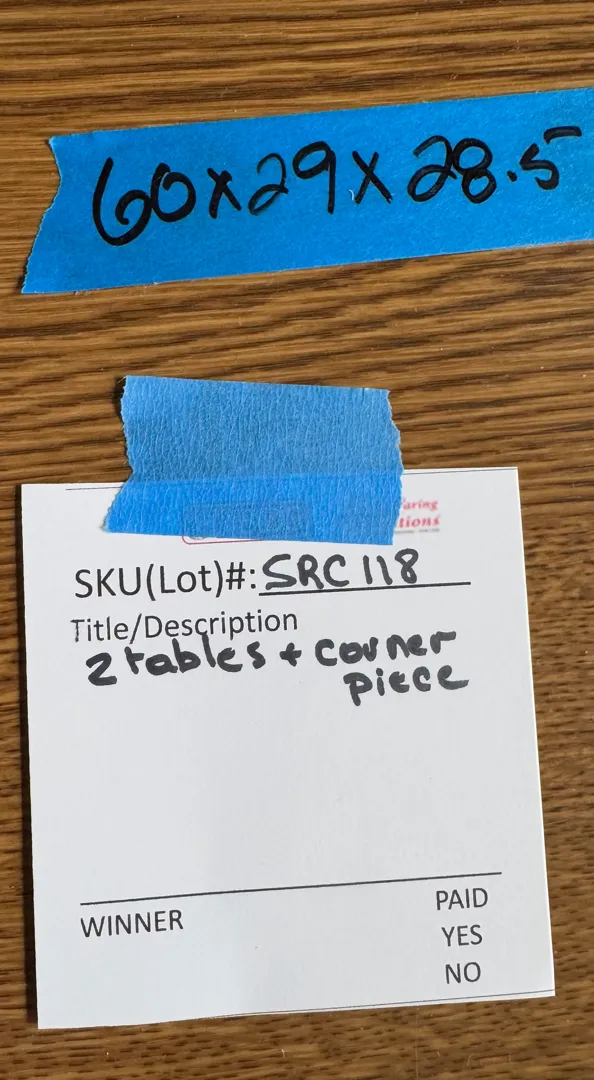 60x29x28.5
SKU(Lot)#: SRC 118
Title/Description
2 tables + corner
piece
WINNER
PAID
YES
NO